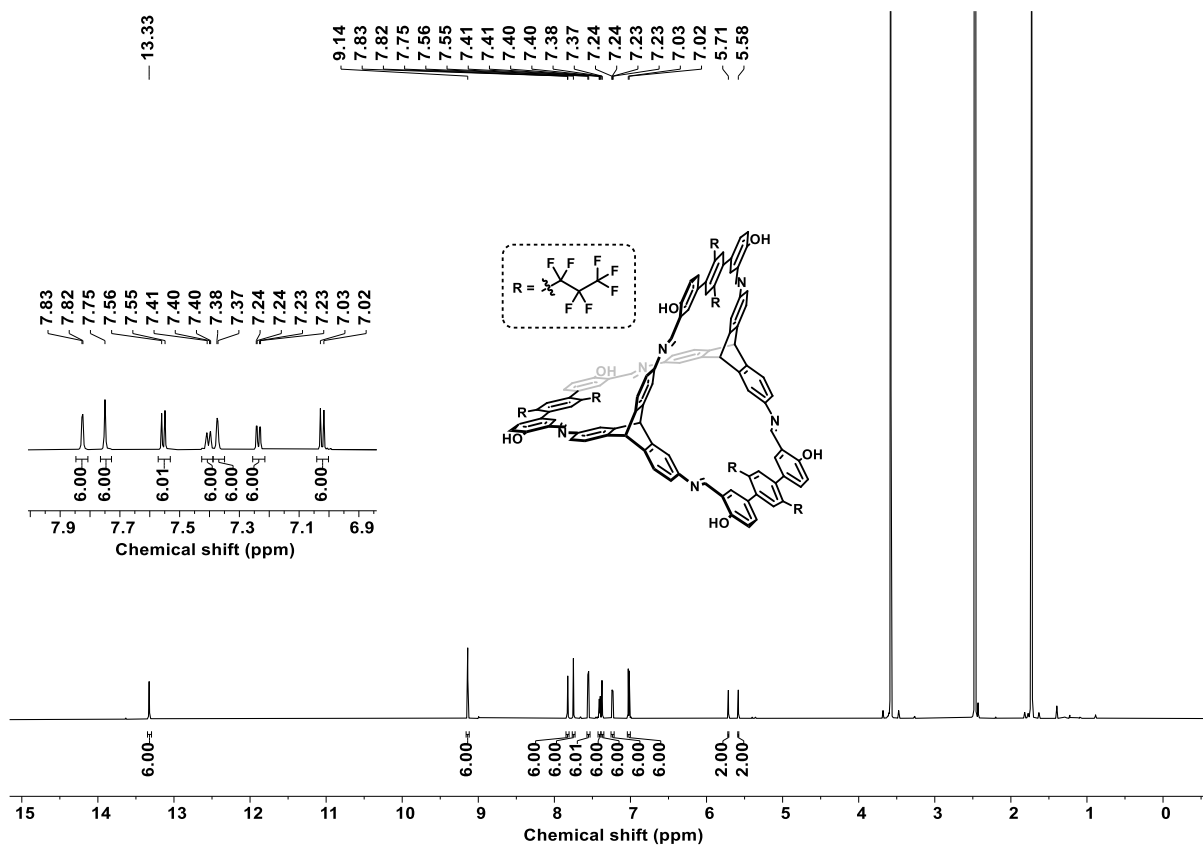 13.33
9.14
7.83
7.82
7.75
7.56
7.55
7.41
7.41
7.40
7.40
7.38
7.37
7.24
7.24
7.23
7.23
7.03
7.02
5.71
5.58
7.83
7.82
7.75
7.56
7.55
7.41
7.40
7.40
7.38
7.37
7.24
7.24
7.23
7.23
7.03
7.02
6.00
6.00
6.01
6.00
6.00
6.00
6.00
7.9 7.7 7.5 7.3 7.1 6.9
Chemical shift (ppm)
R =
F F F F
F F F
R OH
N
HO R
N
OH N
R R
HO N
N
OH
R
N
R
HO
6.00
6.00
6.00
6.00
6.01
6.00
6.00
6.00
6.00
2.00
2.00
15 14 13 12 11 10 9 8 7 6 5 4 3 2 1 0
Chemical shift (ppm)